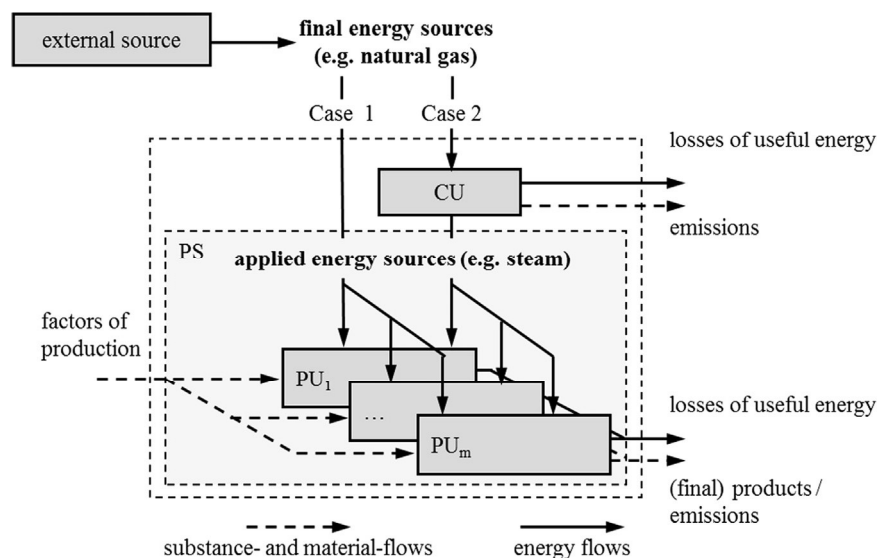 external source
final energy sources
(e.g. natural gas)
Case 1
Case 2
losses of useful energy
CU
emissions
PS
applied energy sources (e.g. steam)
factors of
production
PU1
...
PUm
losses of useful energy
(final) products /
emissions
substance- and material-flows
energy flows